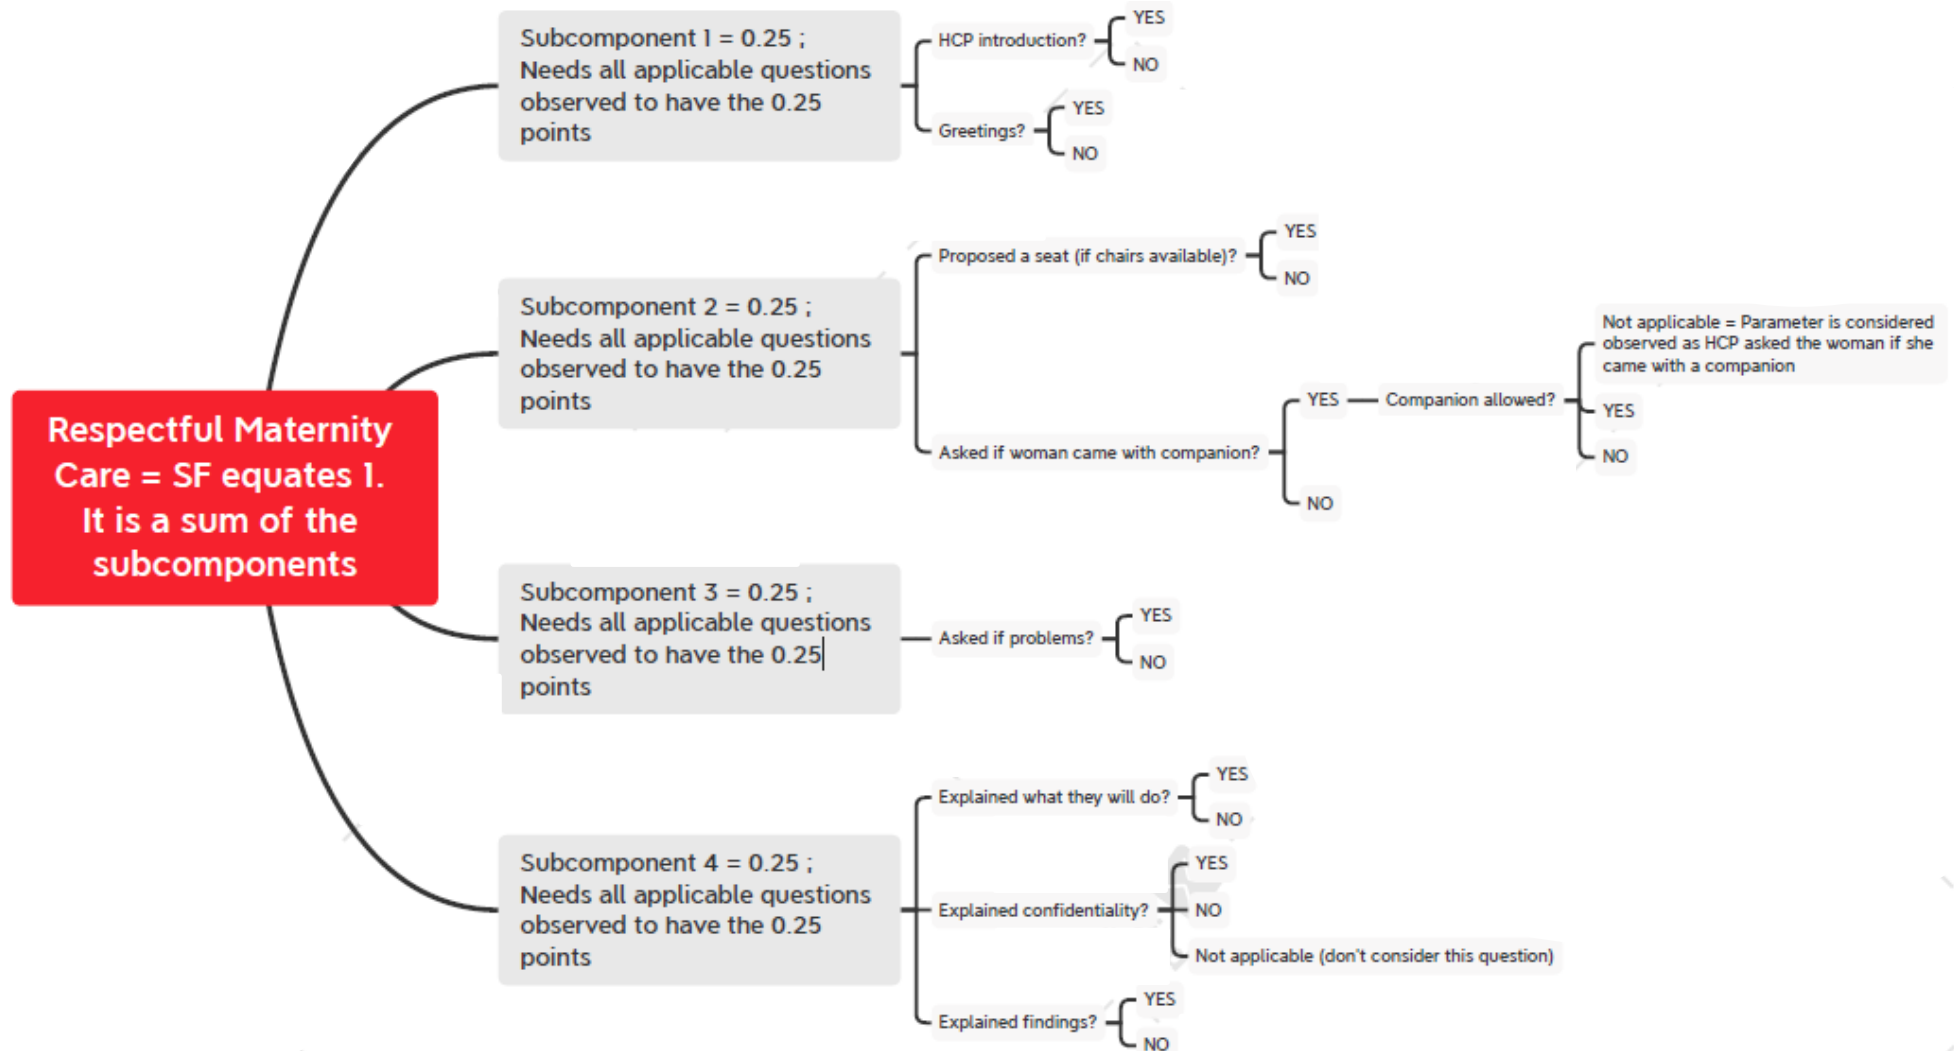 Respectful Maternity
Care = SF equates 1.
It is a sum of the
subcomponents
Subcomponent 1 = 0.25 ;
Needs all applicable questions
observed to have the 0.25
points
HCP introduction?
YES
NO
Greetings?
YES
NO
Subcomponent 2 = 0.25 ;
Needs all applicable questions
observed to have the 0.25
points
Proposed a seat (if chairs available)?
YES
NO
Asked if woman came with companion?
YES
Companion allowed?
Not applicable = Parameter is considered
observed as HCP asked the woman if she
came with a companion
YES
NO
NO
Subcomponent 3 = 0.25 ;
Needs all applicable questions
observed to have the 0.25
points
Asked if problems?
YES
NO
Subcomponent 4 = 0.25 ;
Needs all applicable questions
observed to have the 0.25
points
Explained what they will do?
YES
NO
Explained confidentiality?
YES
NO
Not applicable (don't consider this question)
Explained findings?
YES
NO